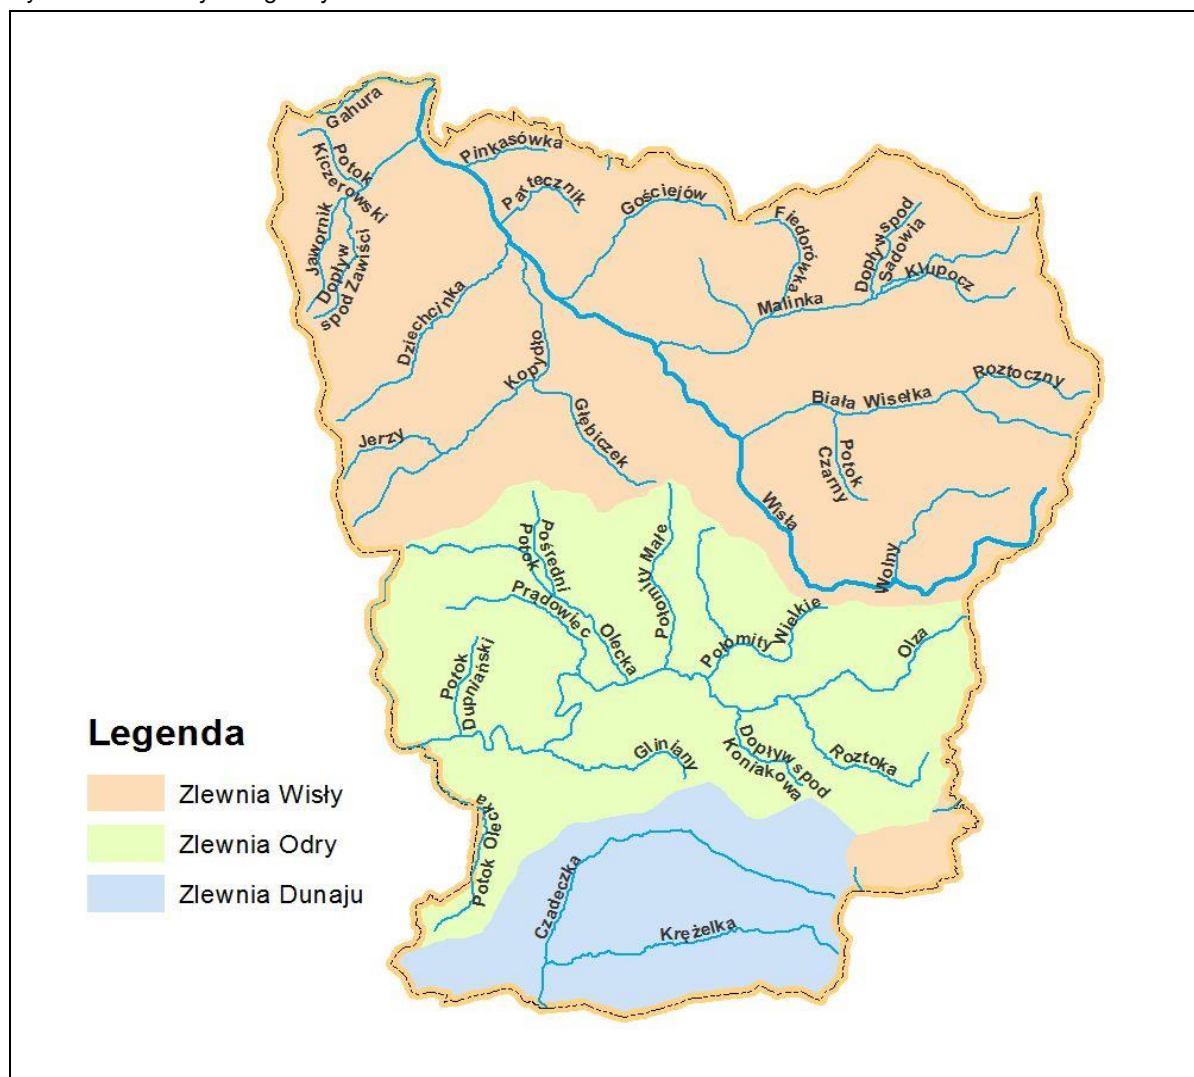 Gahura
Potok
Kiczerowski
Jawornik
Dopływ
spod Zawiści
Pinkasówka
Partecznik
Gościejów
Fiedorówka
Dopływ spod
Sadowia
Klupocz
Malinka
Dziechcinka
Kopydło
Jerzy
Głębiczek
Biała Wisełka
Roztoczny
Potok
Czarny
Wisła
Wolny
Potok
Pośredni
Połomity Małe
Prądowiec
Olecka
Połomity Wielkie
Olza
Potok
Dupniański
Gliniany
Dopływ spod
Koniakowa
Roztoka
Potok Olecka
Czadeczka
Krężelka
Legenda
Zlewnia Wisły
Zlewnia Odry
Zlewnia Dunaju